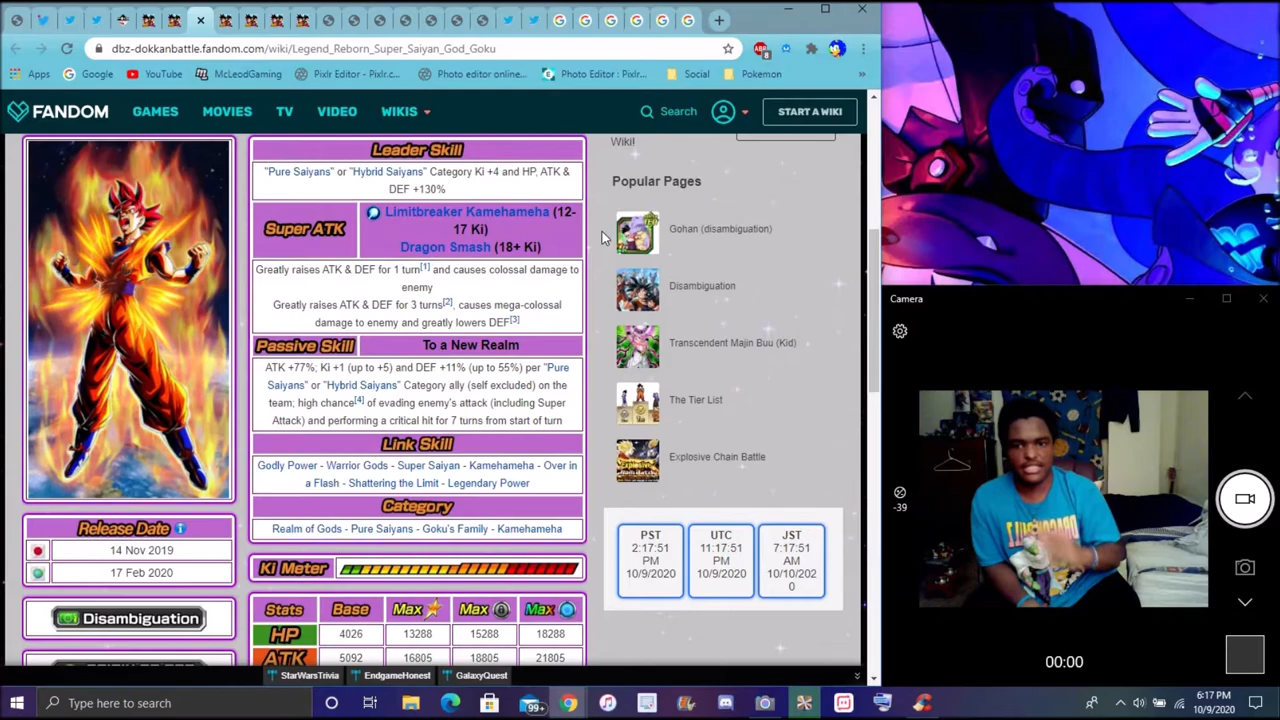 dbz-dokkanbattle.fandom.com/wiki/Legend_Reborn_Super_Saiyan_God_Goku
ABP
8
Apps
Google
YouTube
McLeodGaming
Pixlr Editor - Pixlr.c...
Photo editor online...
Photo Editor : Pixlr...
Social
Pokemon
»
FANDOM
GAMES
MOVIES
TV
VIDEO
WIKIS
Search
START A WIKI
Leader Skill
"Pure Saiyans" or "Hybrid Saiyans" Category Ki +4 and HP, ATK &
DEF +130%
Super ATK
Limitbreaker Kamehameha (12-
17 Ki)
Dragon Smash (18+ Ki)
Greatly raises ATK & DEF for 1 turn[1] and causes colossal damage to
enemy
Greatly raises ATK & DEF for 3 turns[2], causes mega-colossal
damage to enemy and greatly lowers DEF[3]
Passive Skill
To a New Realm
ATK +77%; Ki +1 (up to +5) and DEF +11% (up to 55%) per "Pure
Saiyans" or "Hybrid Saiyans" Category ally (self excluded) on the
team; high chance[4] of evading enemy's attack (including Super
Attack) and performing a critical hit for 7 turns from start of turn
Link Skill
Godly Power - Warrior Gods - Super Saiyan - Kamehameha - Over in
a Flash - Shattering the Limit - Legendary Power
Category
Realm of Gods - Pure Saiyans - Goku's Family - Kamehameha
Release Date
14 Nov 2019
17 Feb 2020
Disambiguation
Ki Meter
Stats Base Max Max Max
HP 4026 13288 15288 18288
ATK 5092 16805 18805 21805
Wiki!
Popular Pages
Gohan (disambiguation)
Disambiguation
Transcendent Majin Buu (Kid)
The Tier List
Explosive Chain Battle
PST
2:17:51
PM
10/9/2020
UTC
11:17:51
PM
10/9/2020
JST
7:17:51
AM
10/10/202
0
StarWarsTrivia
EndgameHonest
GalaxyQuest
Camera
-39
00:00
Type here to search
99+
6:17 PM
10/9/2020